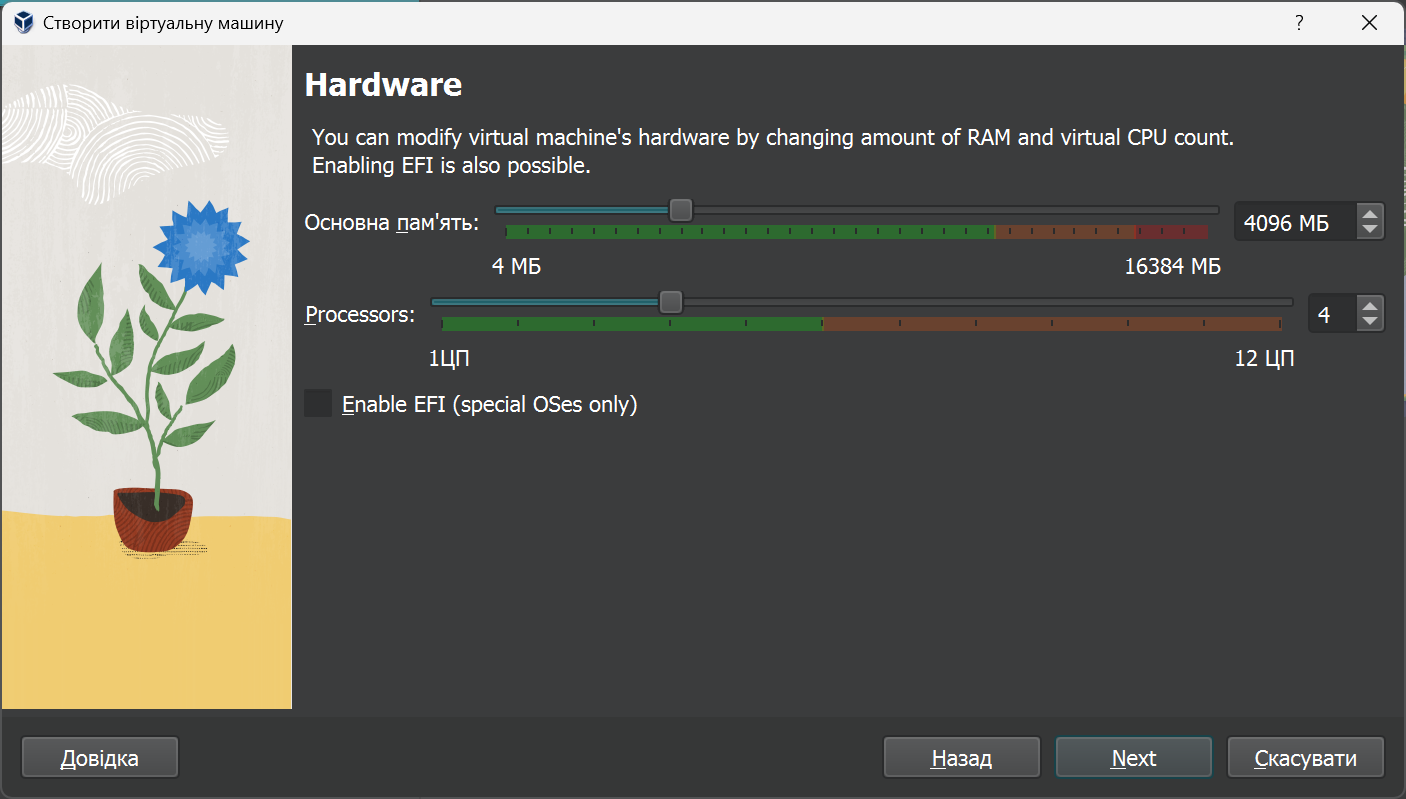 Створити віртуальну машину
?
Hardware
You can modify virtual machine's hardware by changing amount of RAM and virtual CPU count.
Enabling EFI is also possible.
Основна пам'ять:
4096 МБ
4 МБ
16384 МБ
Processors:
4
1ЦП
12 ЦП
Enable EFI (special OSes only)
Довідка
Назад
Next
Скасувати